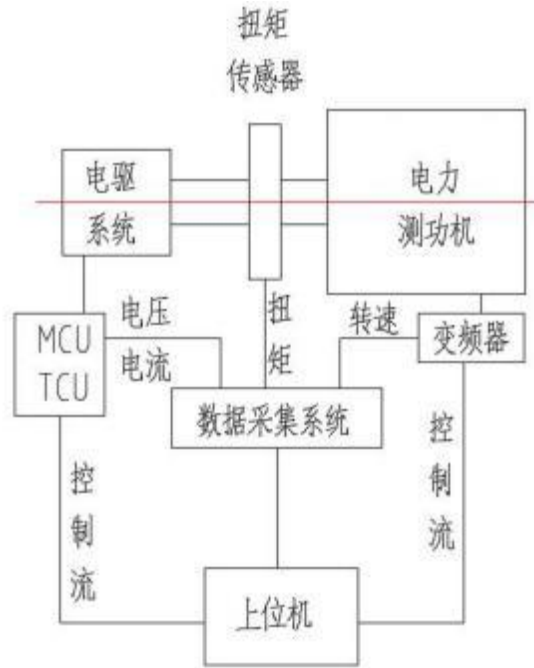 扭矩
传感器
电驱
系统
电力
测功机
MCU
TCU
电压
电流
扭
矩
转速
变频器
数据采集系统
控
制
流
控
制
流
上位机